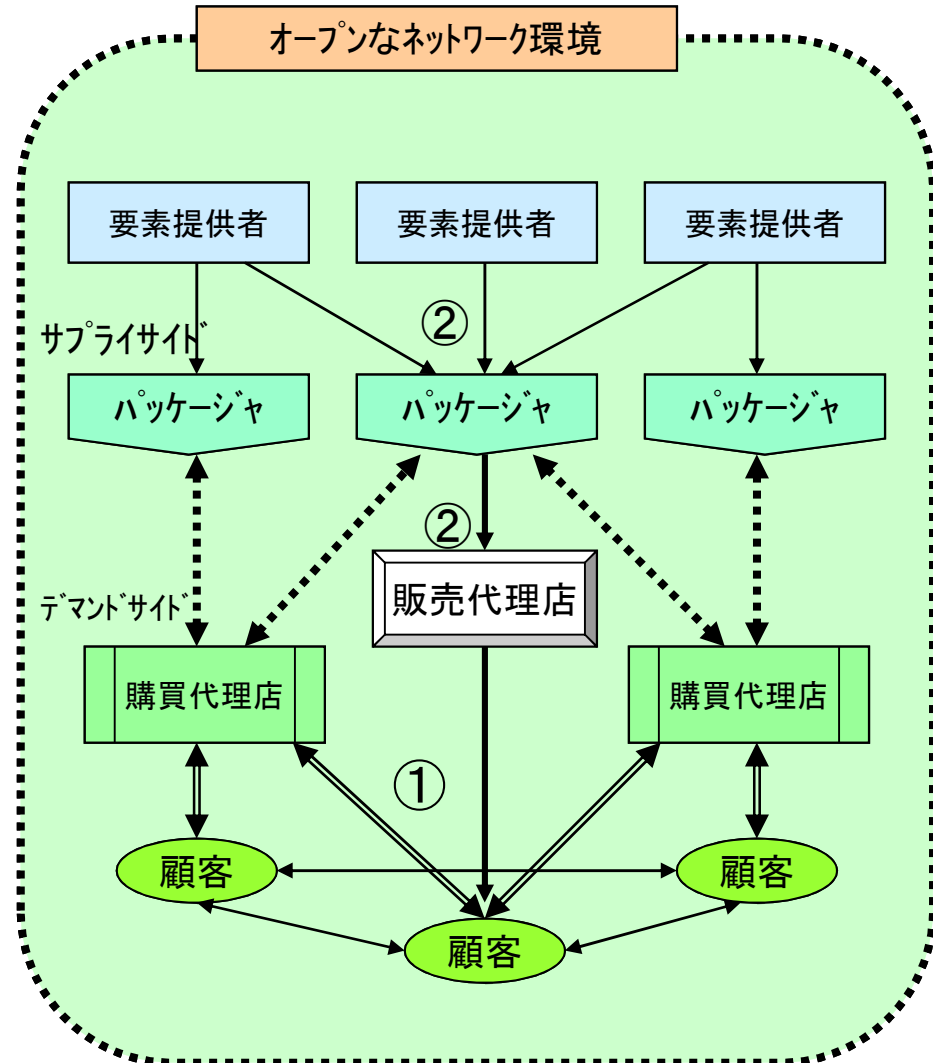 オープンなネットワーク環境
要素提供者
要素提供者
要素提供者
②
サプライサイド
パッケージャ
パッケージャ
パッケージャ
②
販売代理店
デマンドサイド
購買代理店
購買代理店
①
顧客
顧客
顧客